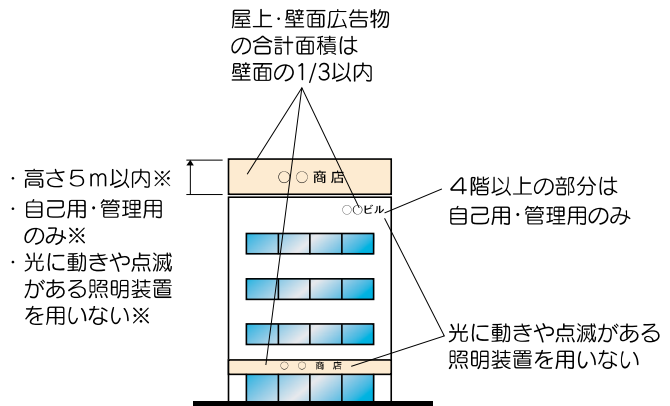 屋上・壁面広告物
の合計面積は
壁面の1/3以内
○○商店
・高さ5m以内※
・自己用・管理用
のみ※
・光に動きや点滅
がある照明装置
を用いない※
○○ビル
4階以上の部分は
自己用・管理用のみ
光に動きや点滅がある
照明装置を用いない
○○商店